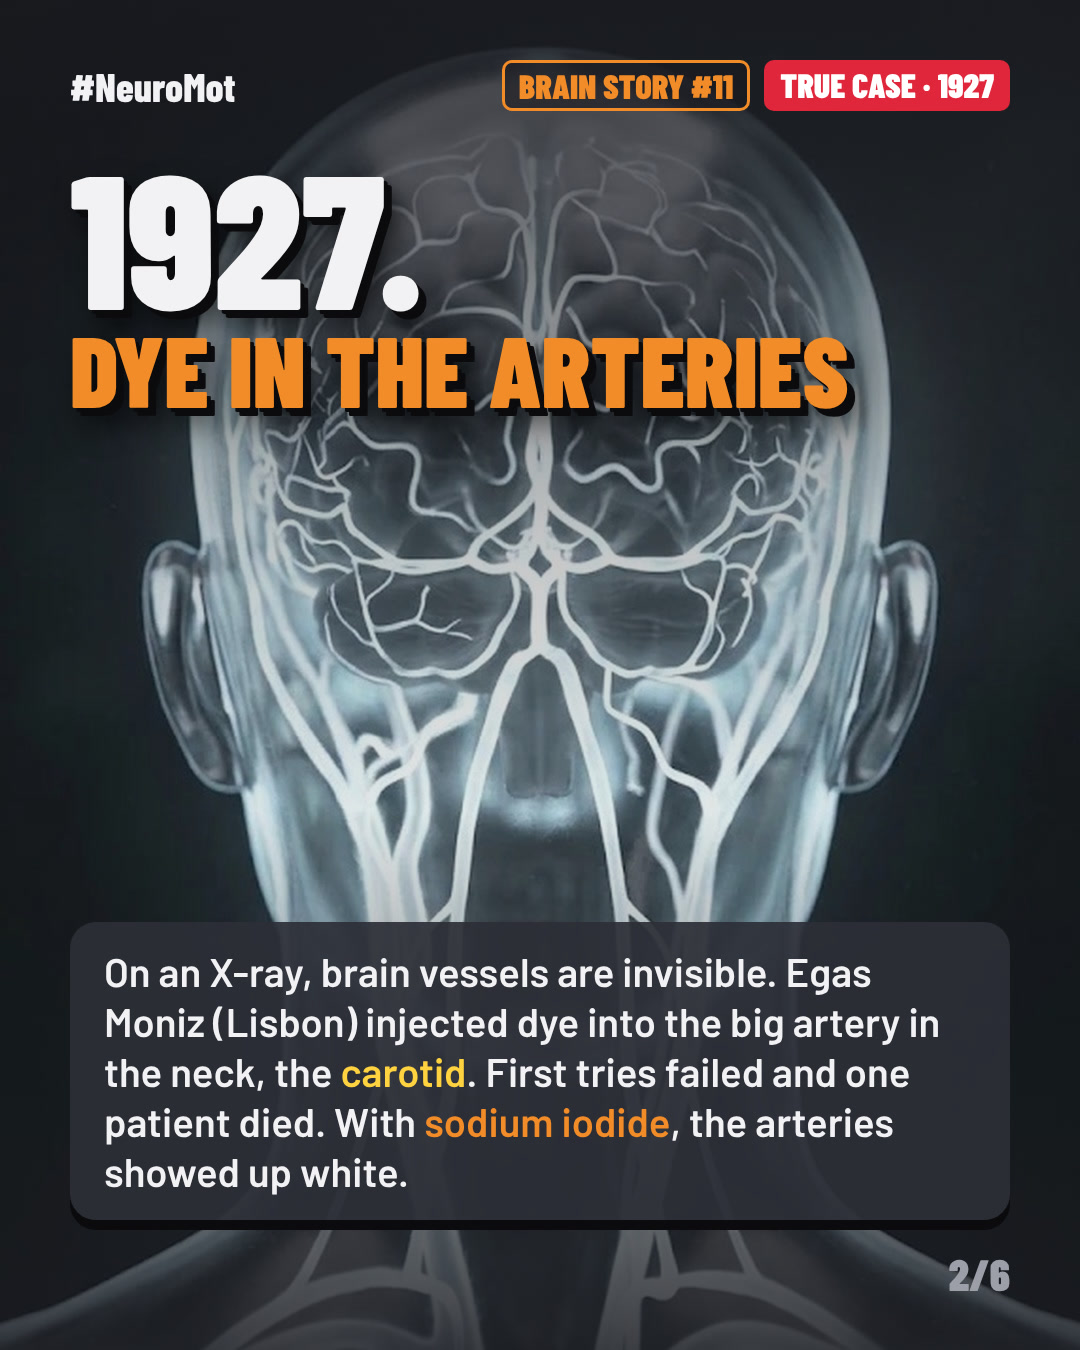 #NeuroMot
BRAIN STORY #11
TRUE CASE · 1927
1927.
DYE IN THE ARTERIES
On an X-ray, brain vessels are invisible. Egas
Moniz (Lisbon) injected dye into the big artery in
the neck, the carotid. First tries failed and one
patient died. With sodium iodide, the arteries
showed up white.
2/6